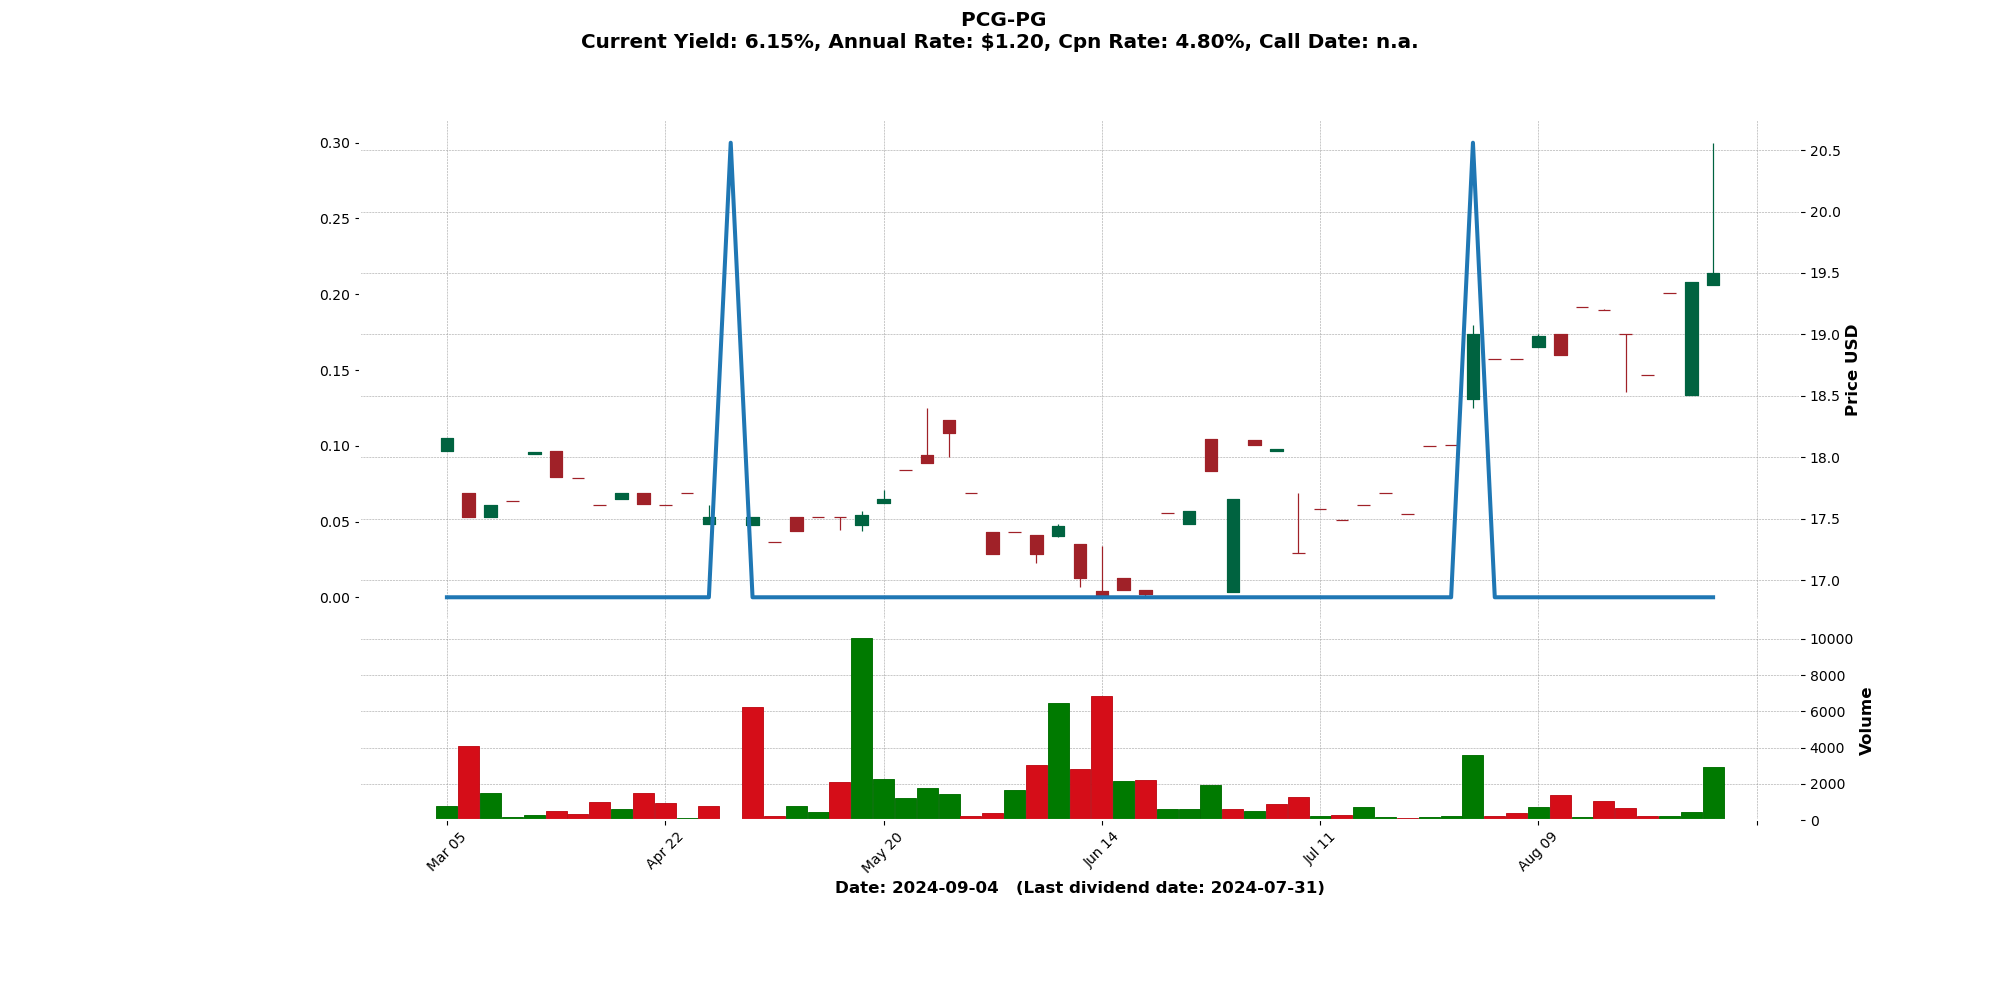 PCG-PG
Current Yield: 6.15%, Annual Rate: $1.20, Cpn Rate: 4.80%, Call Date: n.a.
0.30
0.25
0.20
0.15
0.10
0.05
0.00
20.5
20.0
19.5
19.0
18.5
18.0
17.5
17.0
Price USD
10000
8000
6000
4000
2000
0
Volume
Mar 05
Apr 22
May 20
Jun 14
Jul 11
Aug 09
Date: 2024-09-04   (Last dividend date: 2024-07-31)